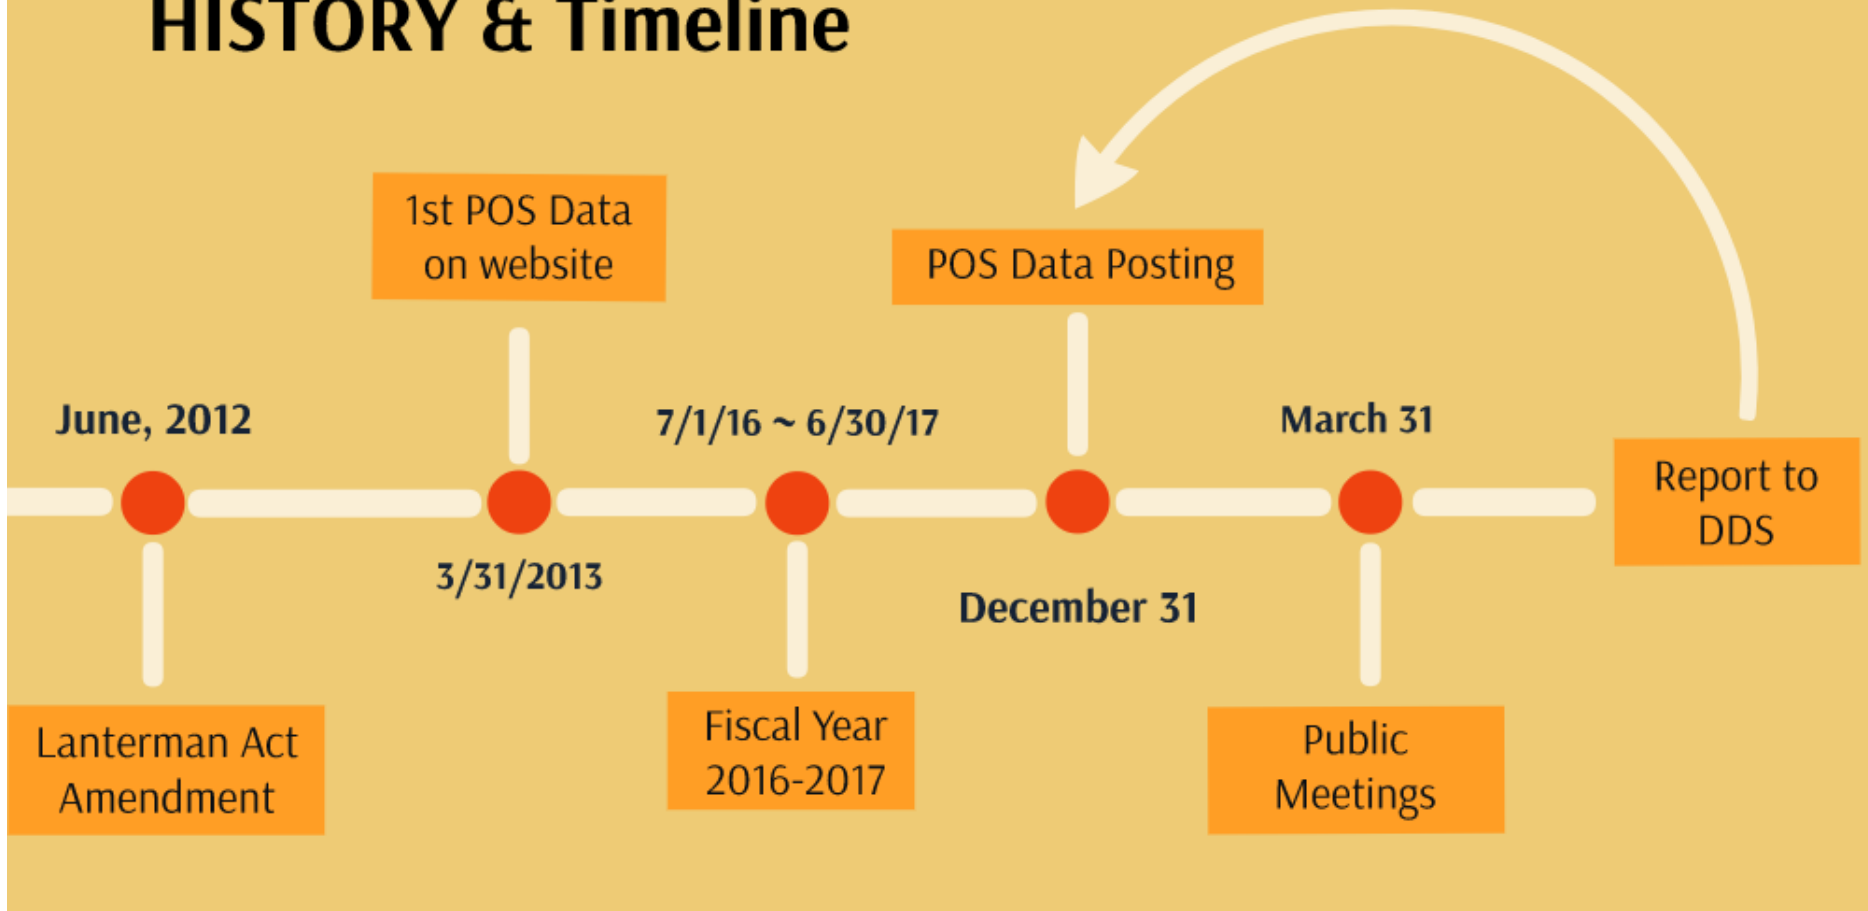 HISTORY & Timeline
1st POS Data
on website
POS Data Posting
June, 2012
7/1/16 ~ 6/30/17
March 31
Report to
DDS
3/31/2013
December 31
Lanterman Act
Amendment
Fiscal Year
2016-2017
Public
Meetings